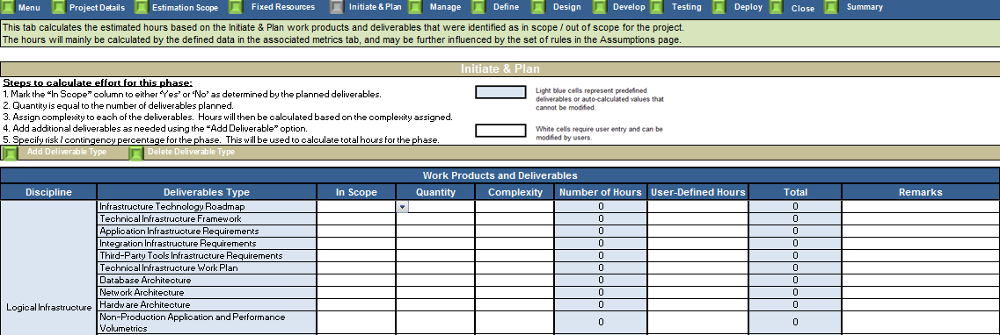 Menu Project Details Estimation Scope Fixed Resources Initiate & Plan Manage Define Design Develop Testing Deploy Close Summary
This tab calculates the estimated hours based on the Initiate & Plan work products and deliverables that were identified as in scope / out of scope for the project.
The hours will mainly be calculated by the defined data in the associated metrics tab, and may be further influenced by the set of rules in the Assumptions page.
Initiate & Plan
Steps to calculate effort for this phase:
1. Mark the "In Scope" column to either 'Yes' or 'No' as determined by the planned deliverables.
2. Quantity is equal to the number of deliverables planned.
3. Assign complexity to each of the deliverables. Hours will then be calculated based on the complexity assigned.
4. Add additional deliverables as needed using the "Add Deliverable" option.
5. Specify risk / contingency percentage for the phase. This will be used to calculate total hours for the phase.
Light blue cells represent predefined
deliverables or auto-calculated values that
cannot be modified.
White cells require user entry and can be
modified by users.
Add Deliverable Type Delete Deliverable Type
Work Products and Deliverables
Discipline Deliverables Type In Scope Quantity Complexity Number of Hours User-Defined Hours Total Remarks
Infrastructure Technology Roadmap 0 0
Technical Infrastructure Framework 0 0
Application Infrastructure Requirements 0 0
Integration Infrastructure Requirements 0 0
Third-Party Tools Infrastructure Requirements 0 0
Technical Infrastructure Work Plan 0 0
Database Architecture 0 0
Network Architecture 0 0
Logical Infrastructure Hardware Architecture 0 0
Non-Production Application and Performance
Volumetrics 0 0